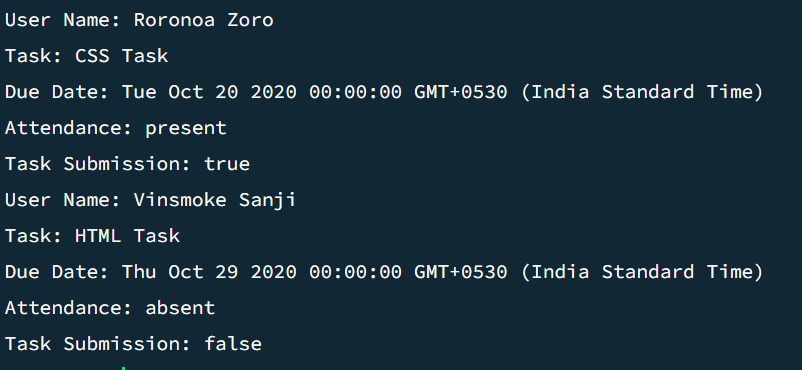 User Name: Roronoa Zoro
Task: CSS Task
Due Date: Tue Oct 20 2020 00:00:00 GMT+0530 (India Standard Time)
Attendance: present
Task Submission: true
User Name: Vinsmoke Sanji
Task: HTML Task
Due Date: Thu Oct 29 2020 00:00:00 GMT+0530 (India Standard Time)
Attendance: absent
Task Submission: false